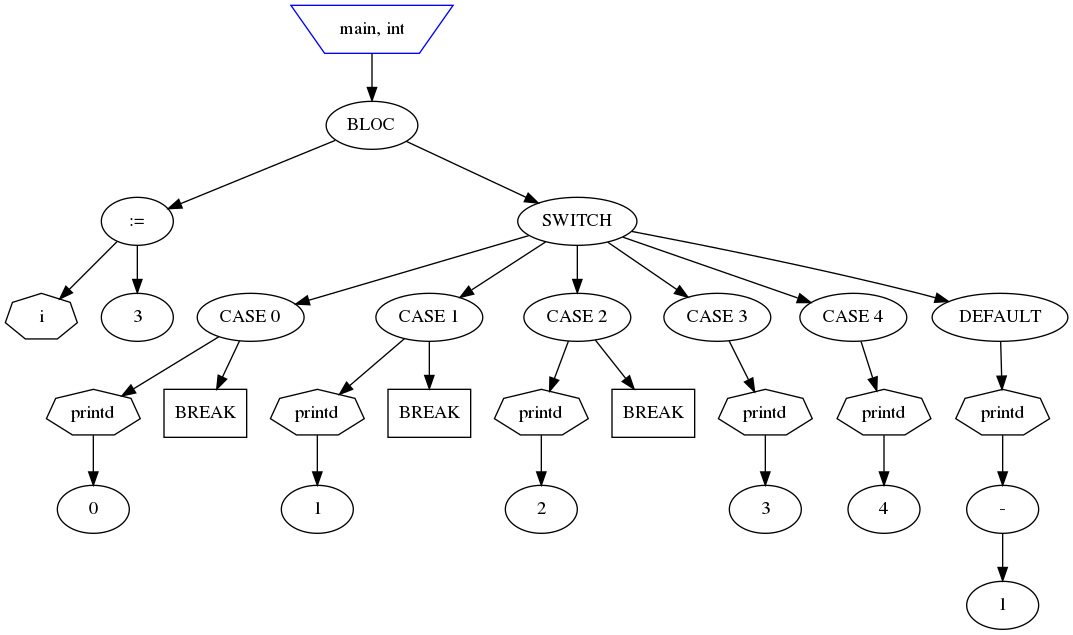 main, int
BLOC
:=
SWITCH
i
3
CASE 0
CASE 1
CASE 2
CASE 3
CASE 4
DEFAULT
printd
BREAK
printd
BREAK
printd
BREAK
printd
printd
printd
0
1
2
3
4
-
1